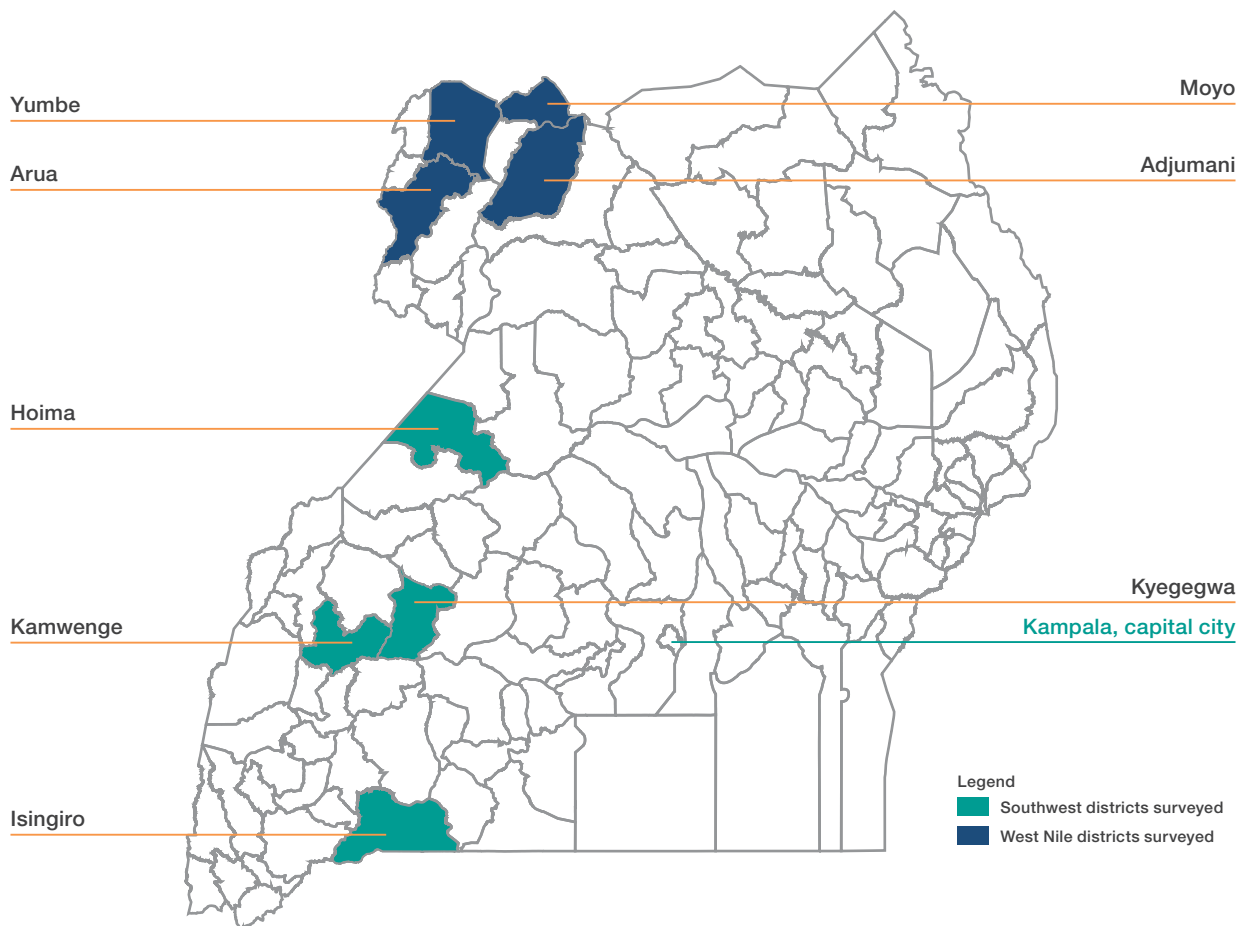 Yumbe
Moyo
Arua
Adjumani
Hoima
Kyegegwa
Kamwenge
Kampala, capital city
Isingiro
Legend
Southwest districts surveyed
West Nile districts surveyed